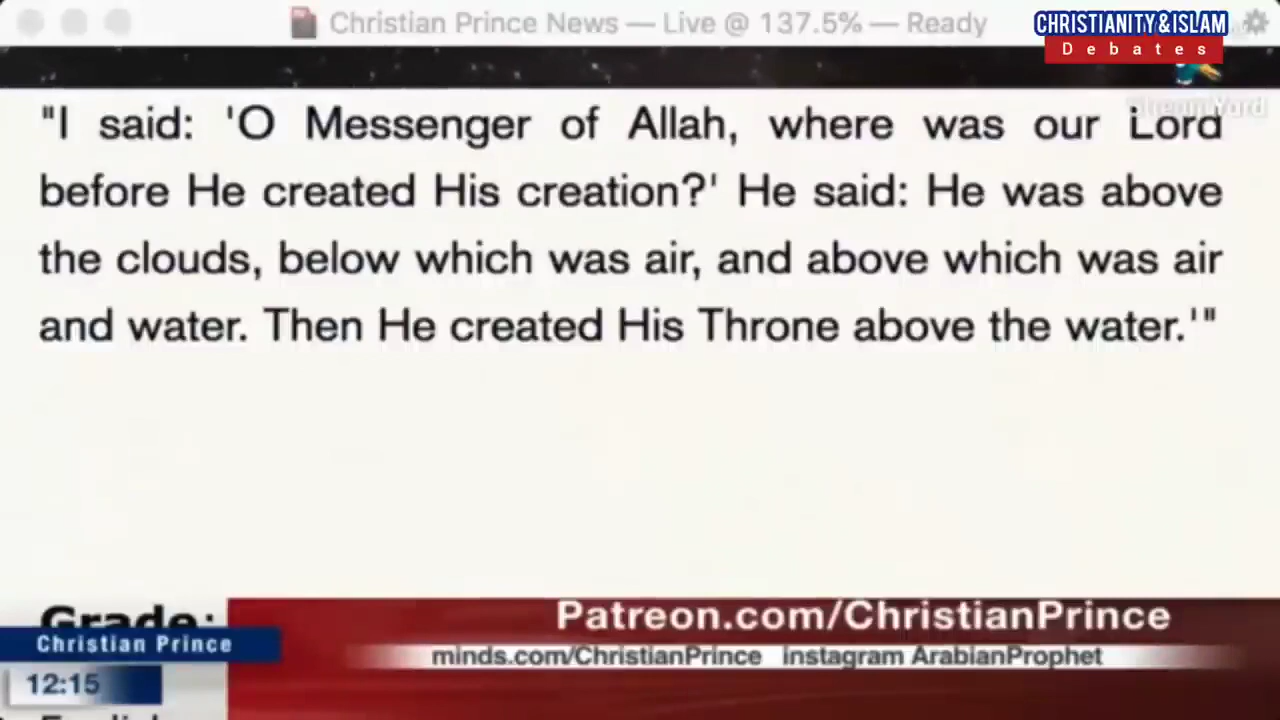 Christian Prince News — Live @ 137.5% — Ready
CHRISTIANITY & ISLAM
Debates
StreamYard
"I said: 'O Messenger of Allah, where was our Lord
before He created His creation?' He said: He was above
the clouds, below which was air, and above which was air
and water. Then He created His Throne above the water.'"
Grade:
Patreon.com/ChristianPrince
Christian Prince
minds.com/ChristianPrince instagram ArabianProphet
12:15